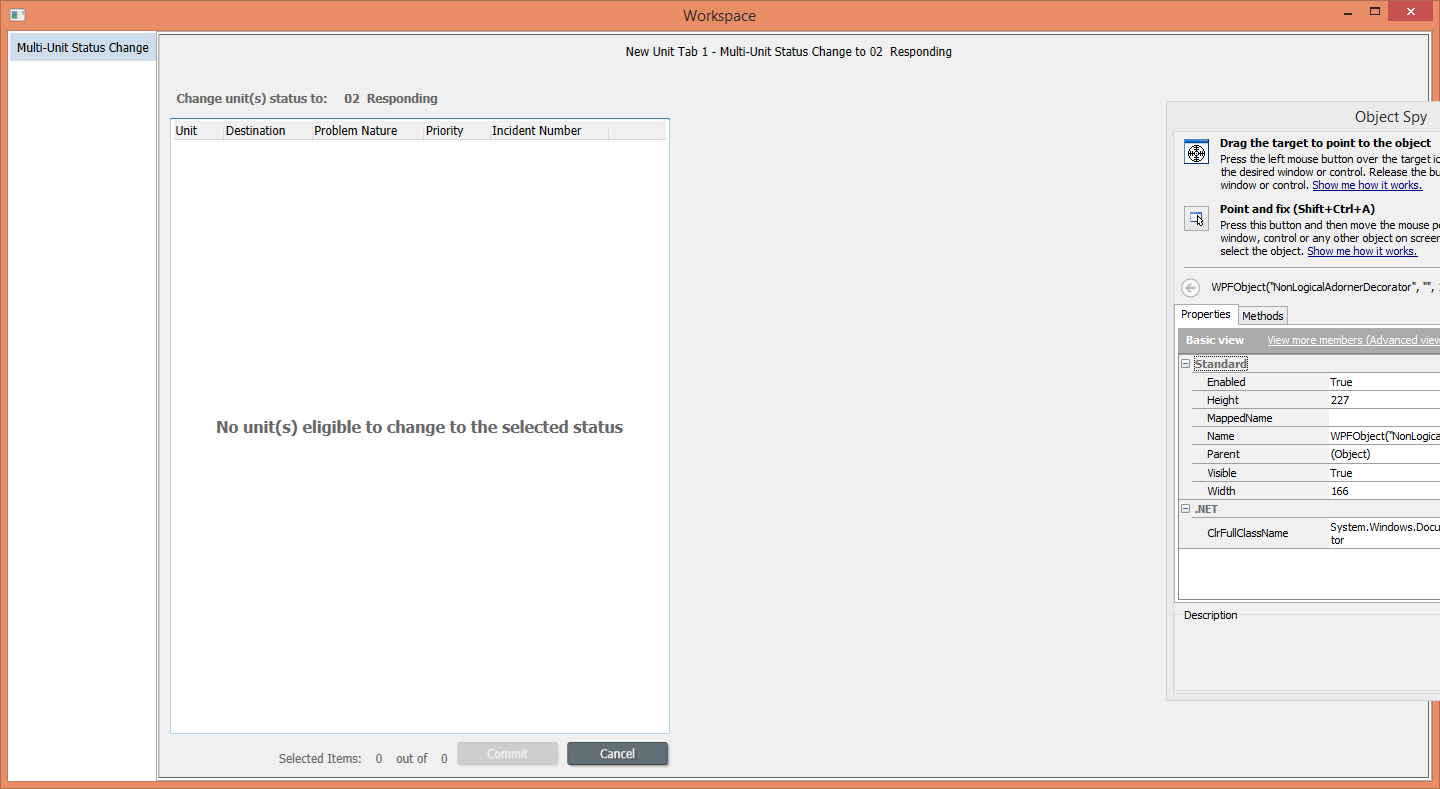 Workspace
Multi-Unit Status Change
New Unit Tab 1 - Multi-Unit Status Change to 02  Responding
Change unit(s) status to:    02  Responding
Unit Destination Problem Nature Priority Incident Number
No unit(s) eligible to change to the selected status
Selected Items: 0 out of 0 Commit Cancel
Object Spy
Drag the target to point to the object
Press the left mouse button over the target
the desired window or control. Release the
window or control. Show me how it works.
Point and fix (Shift+Ctrl+A)
Press this button and then move the mouse
window, control or any other object on screen
select the object. Show me how it works.
WPFObject("NonLogicalAdornerDecorator", "",
Properties Methods
Basic view View more members (Advanced view
Standard
Enabled True
Height 227
MappedName
Name WPFObject("NonLogica
Parent (Object)
Visible True
Width 166
.NET
ClrFullClassName System.Windows.Docu
tor
Description